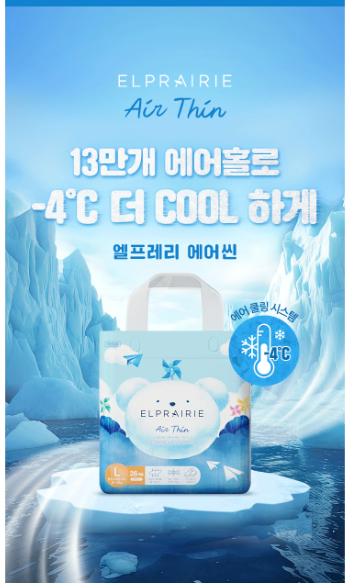 ELPRAIRIE
Air Thin
13만개 에어홀로
-4℃ 더 COOL 하게
엘프레리 에어씬
에어 쿨링 시스템
-4℃
ELPRAIRIE
Air Thin
L